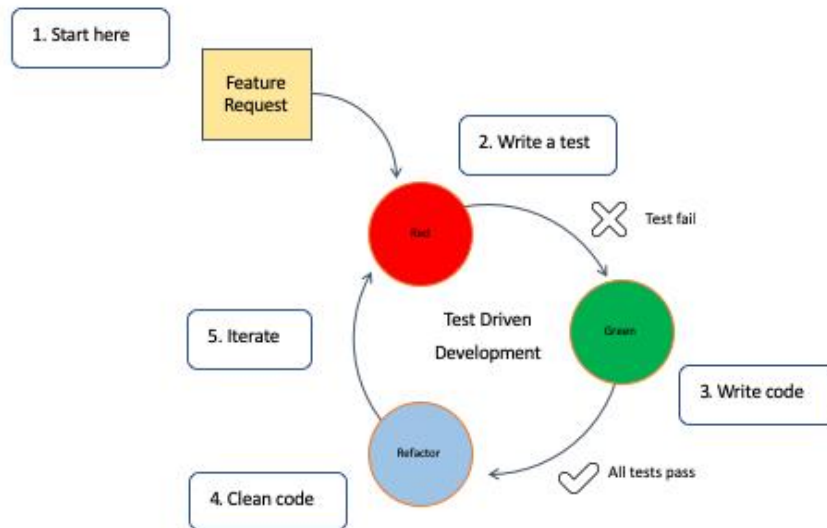 1. Start here
Feature
Request
2. Write a test
Red
Test fail
Test Driven
Development
Green
5. Iterate
3. Write code
Refactor
All tests pass
4. Clean code